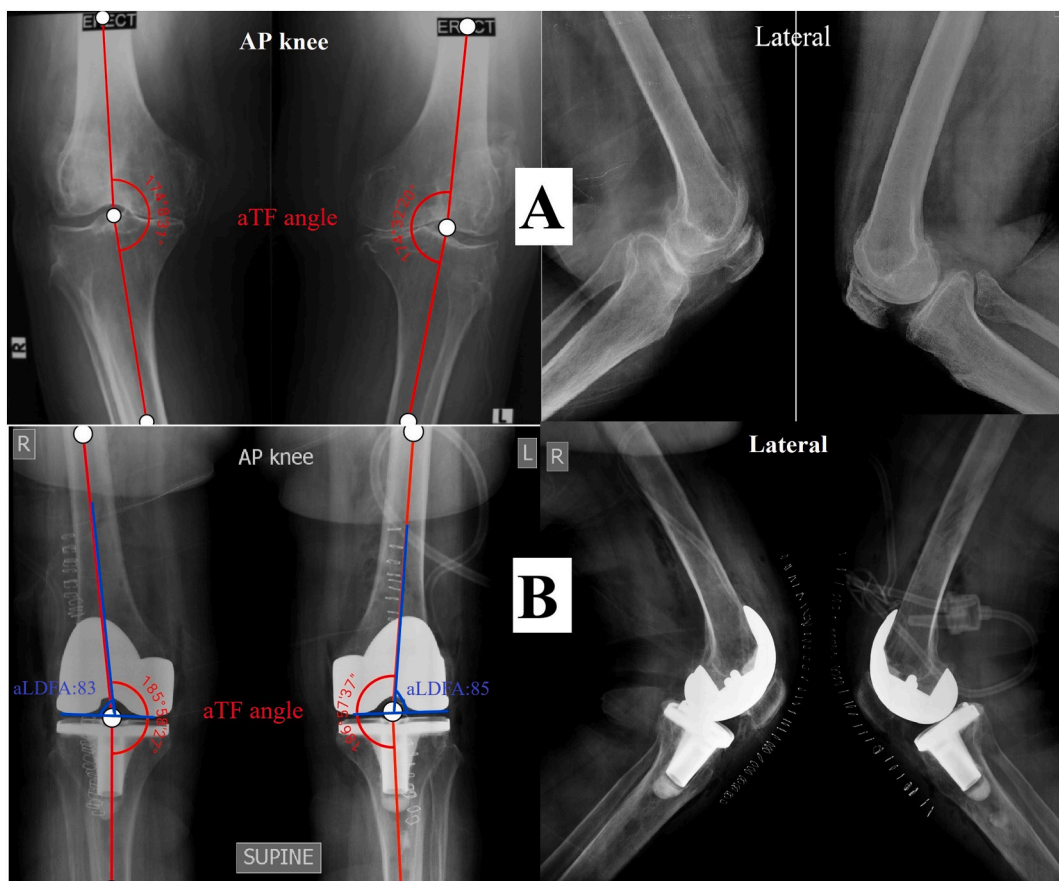 ERECT
AP knee
ERECT
Lateral
aTF angle
A
R
L
R
AP knee
L
Lateral
R
B
aLDFA:83
185°58'27"
aTF angle
aLDFA:85
SUPINE